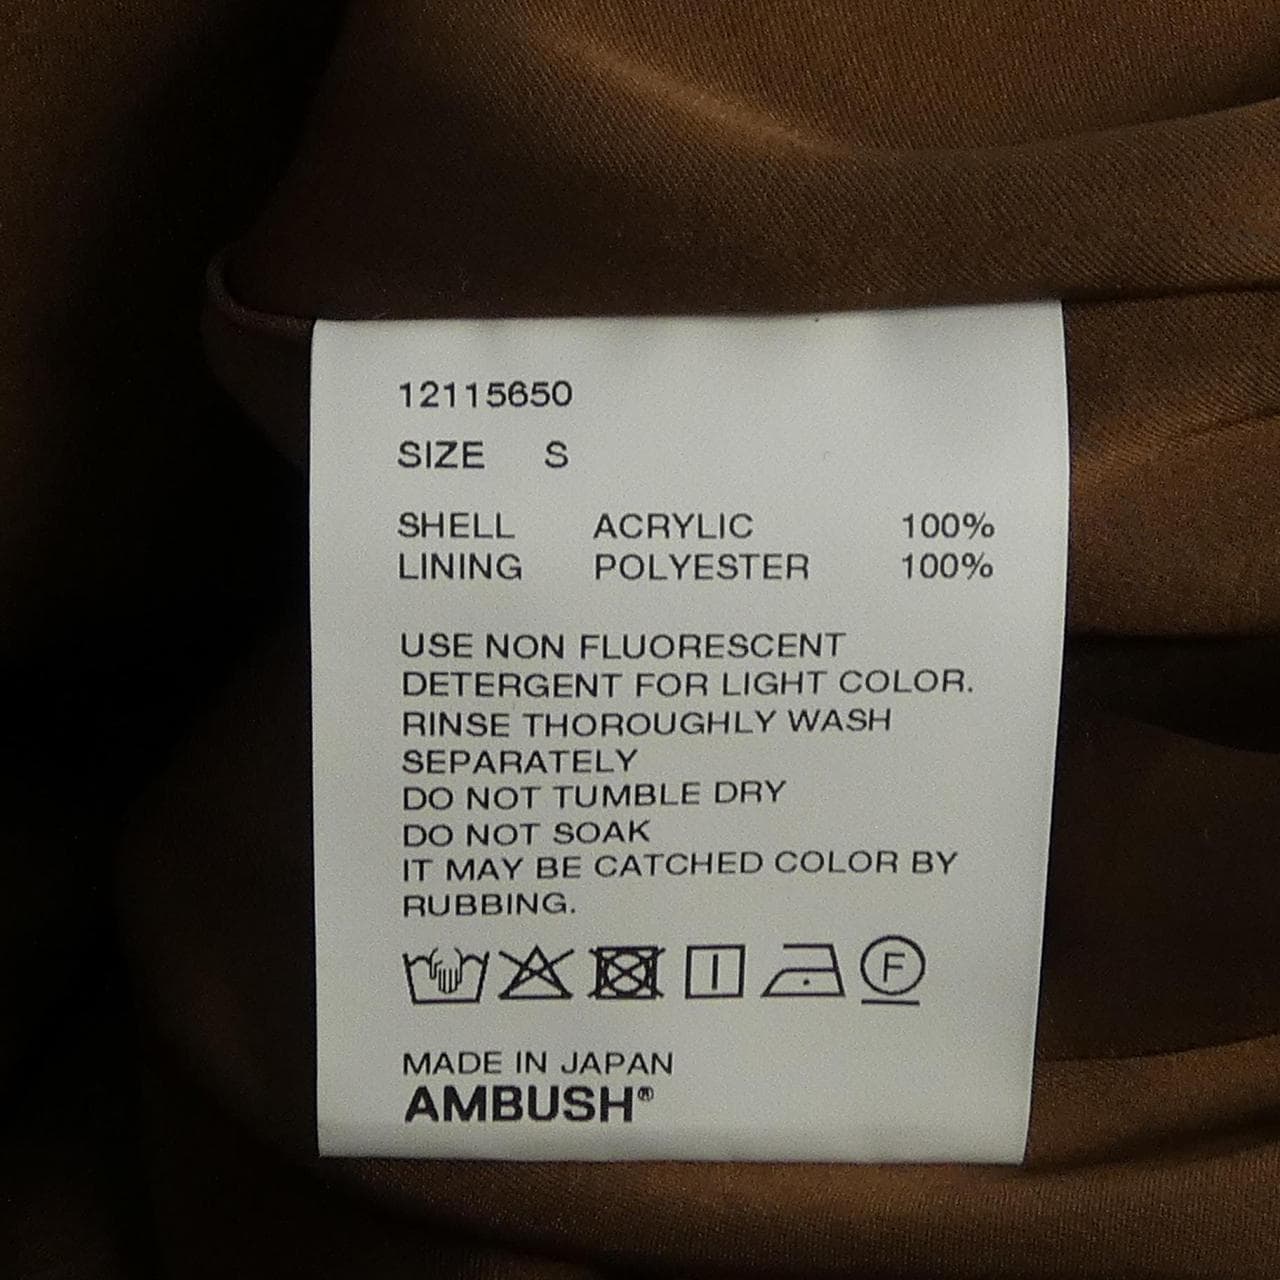 12115650
SIZE S
SHELL ACRYLIC 100%
LINING POLYESTER 100%
USE NON FLUORESCENT
DETERGENT FOR LIGHT COLOR.
RINSE THOROUGHLY WASH
SEPARATELY
DO NOT TUMBLE DRY
DO NOT SOAK
IT MAY BE CATCHED COLOR BY
RUBBING.
F
MADE IN JAPAN
AMBUSH®